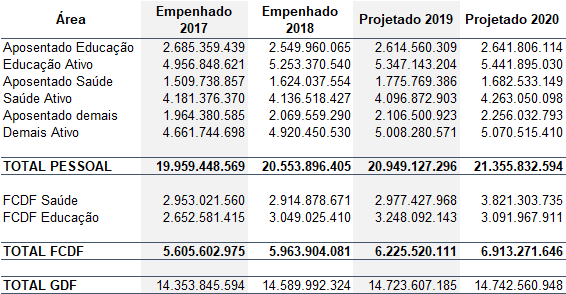 Área Empenhado 2017 Empenhado 2018 Projetado 2019 Projetado 2020
Aposentado Educação 2.685.359.439 2.549.960.065 2.614.560.309 2.641.806.114
Educação Ativo 4.956.848.621 5.253.370.540 5.347.143.204 5.441.895.030
Aposentado Saúde 1.509.738.857 1.624.037.554 1.775.769.386 1.682.533.149
Saúde Ativo 4.181.376.370 4.136.518.427 4.096.872.903 4.263.050.098
Aposentado demais 1.964.380.585 2.069.559.290 2.106.500.923 2.256.032.793
Demais Ativo 4.661.744.698 4.920.450.530 5.008.280.571 5.070.515.410
TOTAL PESSOAL 19.959.448.569 20.553.896.405 20.949.127.296 21.355.832.594
FCDF Saúde 2.953.021.560 2.914.878.671 2.977.427.968 3.821.303.735
FCDF Educação 2.652.581.415 3.049.025.410 3.248.092.143 3.091.967.911
TOTAL FCDF 5.605.602.975 5.963.904.081 6.225.520.111 6.913.271.646
TOTAL GDF 14.353.845.594 14.589.992.324 14.723.607.185 14.742.560.948